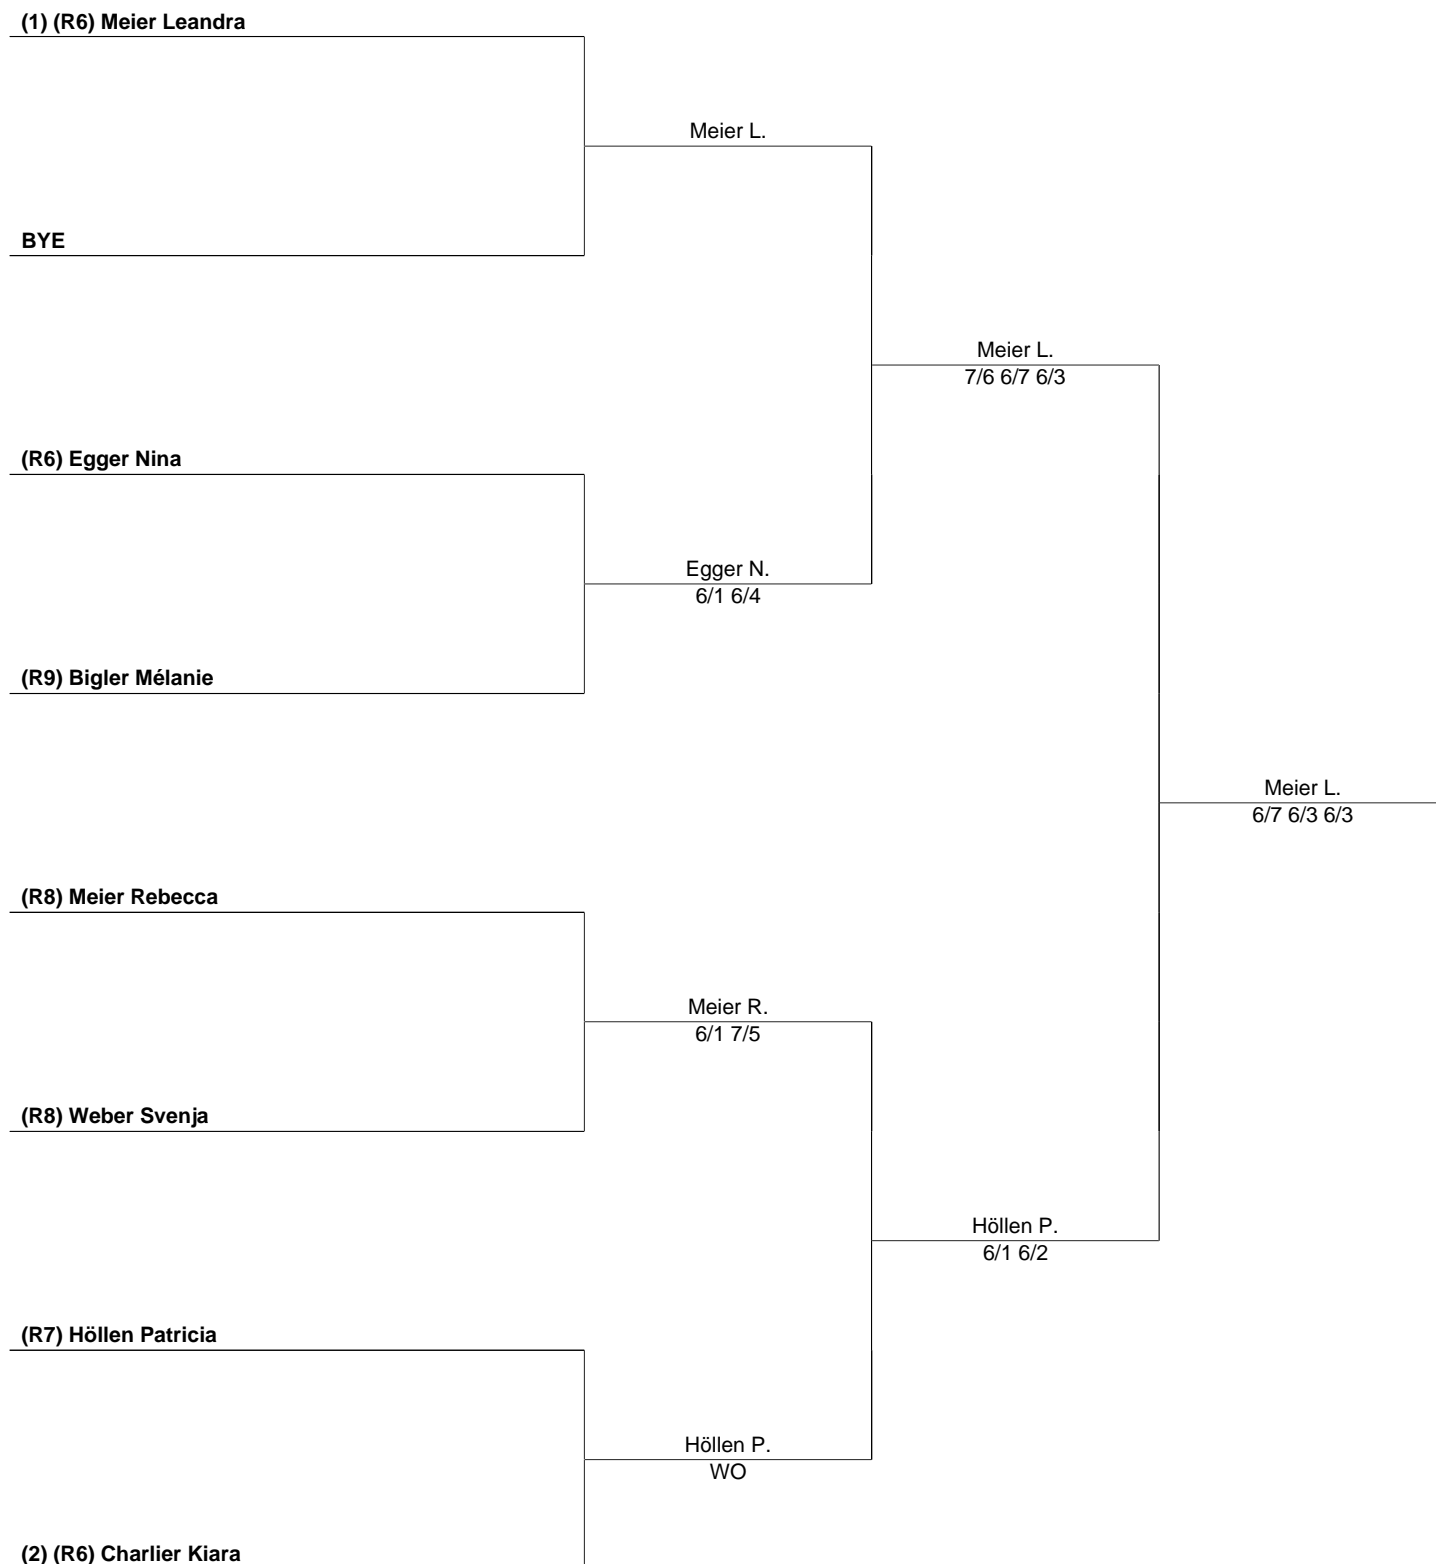 (1) (R6) Meier Leandra
Meier L.
BYE
Meier L.
7/6 6/7 6/3
(R6) Egger Nina
Egger N.
6/1 6/4
(R9) Bigler Mélanie
Meier L.
6/7 6/3 6/3
(R8) Meier Rebecca
Meier R.
6/1 7/5
(R8) Weber Svenja
Höllen P.
6/1 6/2
(R7) Höllen Patricia
Höllen P.
WO
(2) (R6) Charlier Kiara